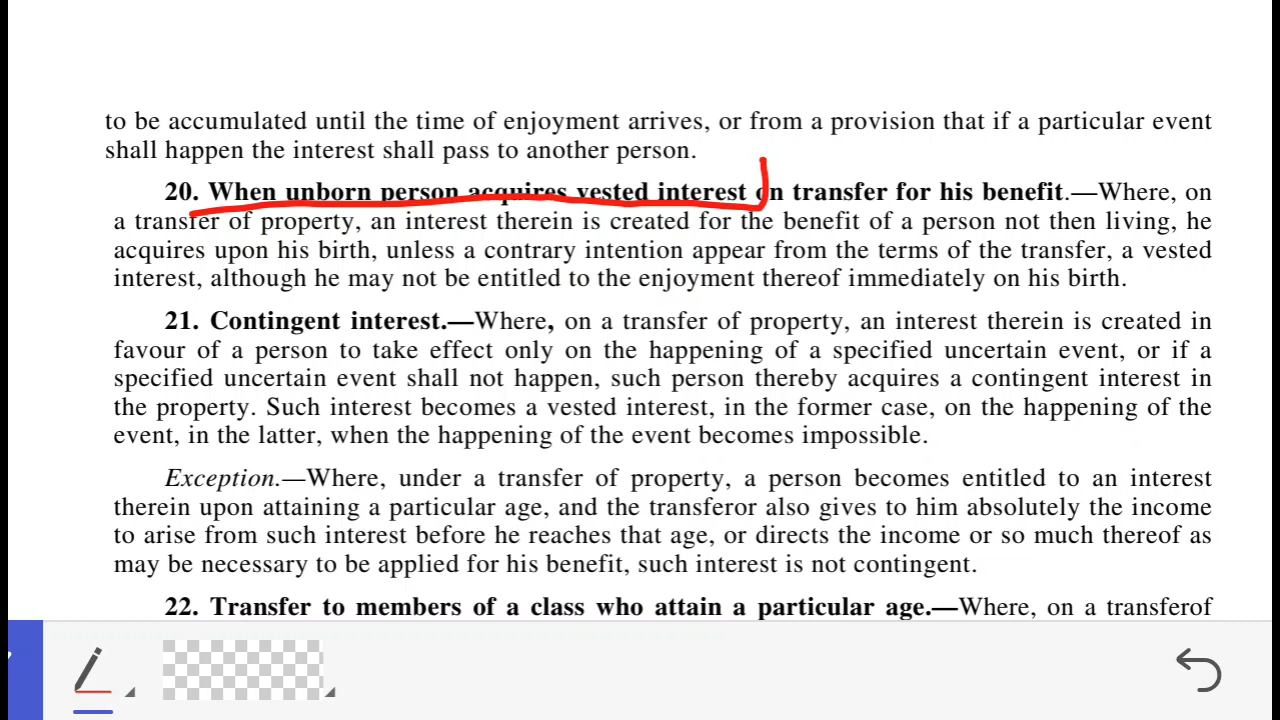 to be accumulated until the time of enjoyment arrives, or from a provision that if a particular event
shall happen the interest shall pass to another person.
20. When unborn person acquires vested interest on transfer for his benefit.—Where, on
a transfer of property, an interest therein is created for the benefit of a person not then living, he
acquires upon his birth, unless a contrary intention appear from the terms of the transfer, a vested
interest, although he may not be entitled to the enjoyment thereof immediately on his birth.
21. Contingent interest.—Where, on a transfer of property, an interest therein is created in
favour of a person to take effect only on the happening of a specified uncertain event, or if a
specified uncertain event shall not happen, such person thereby acquires a contingent interest in
the property. Such interest becomes a vested interest, in the former case, on the happening of the
event, in the latter, when the happening of the event becomes impossible.
Exception.—Where, under a transfer of property, a person becomes entitled to an interest
therein upon attaining a particular age, and the transferor also gives to him absolutely the income
to arise from such interest before he reaches that age, or directs the income or so much thereof as
may be necessary to be applied for his benefit, such interest is not contingent.
22. Transfer to members of a class who attain a particular age.—Where, on a transferof